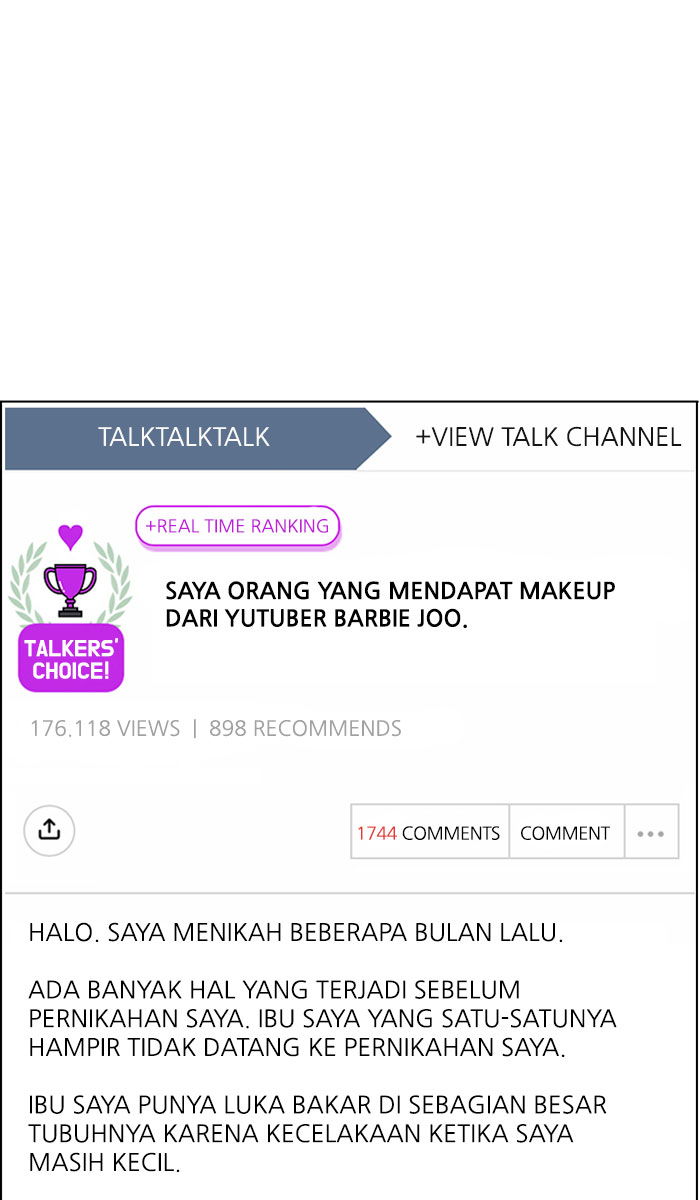 TALKTALKTALK
+VIEW TALK CHANNEL
+REAL TIME RANKING
SAYA ORANG YANG MENDAPAT MAKEUP
DARI YUTUBER BARBIE JOO.
TALKERS'
CHOICE!
176.118 VIEWS | 898 RECOMMENDS
1744 COMMENTS
COMMENT
HALO. SAYA MENIKAH BEBERAPA BULAN LALU.
ADA BANYAK HAL YANG TERJADI SEBELUM
PERNIKAHAN SAYA. IBU SAYA YANG SATU-SATUNYA
HAMPIR TIDAK DATANG KE PERNIKAHAN SAYA.
IBU SAYA PUNYA LUKA BAKAR DI SEBAGIAN BESAR
TUBUHNYA KARENA KECELAKAAN KETIKA SAYA
MASIH KECIL.